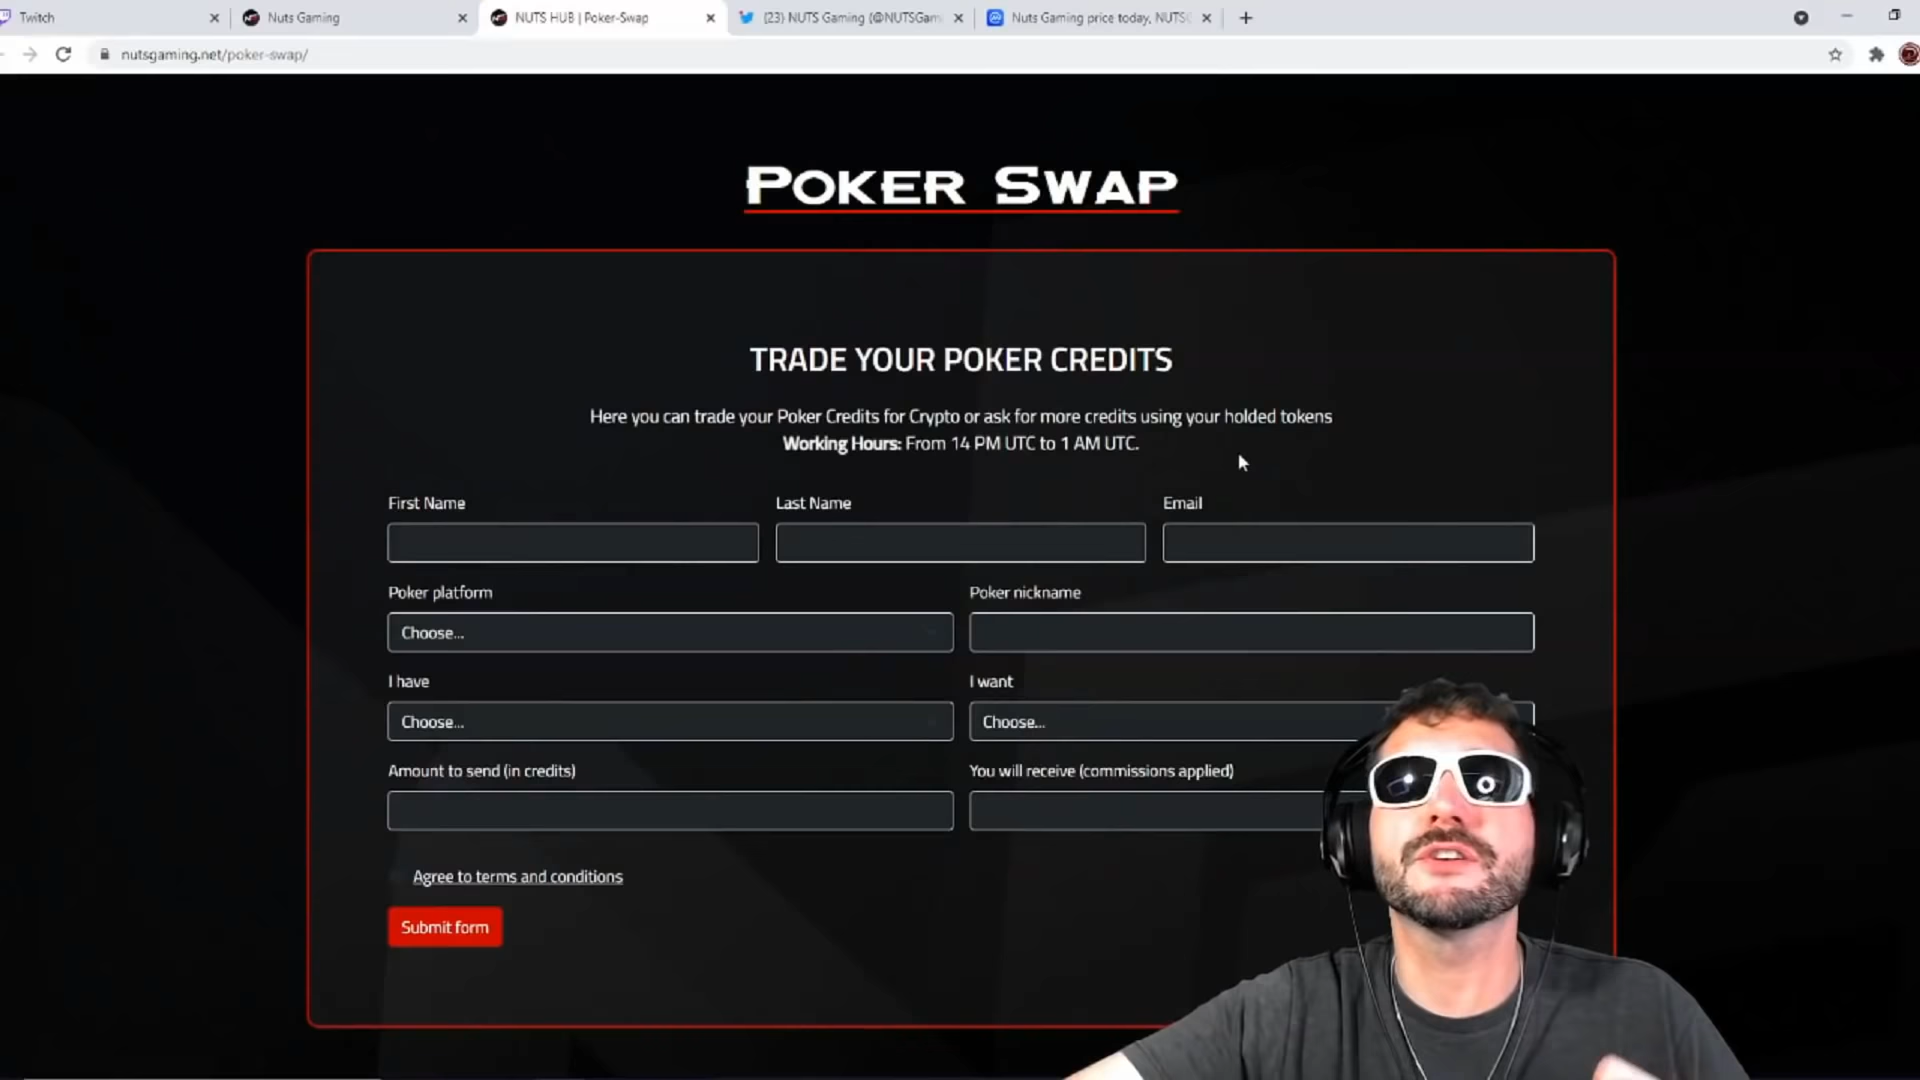 Twitch
Nuts Gaming
NUTS HUB | Poker-Swap
(23) NUTS Gaming (@NUTSGam
Nuts Gaming price today, NUTS
nutsgaming.net/poker-swap/
POKER SWAP
TRADE YOUR POKER CREDITS
Here you can trade your Poker Credits for Crypto or ask for more credits using your holded tokens
Working Hours: From 14 PM UTC to 1 AM UTC.
First Name
Last Name
Email
Poker platform
Poker nickname
Choose...
I have
I want
Choose...
Choose...
Amount to send (in credits)
You will receive (commissions applied)
Agree to terms and conditions
Submit form